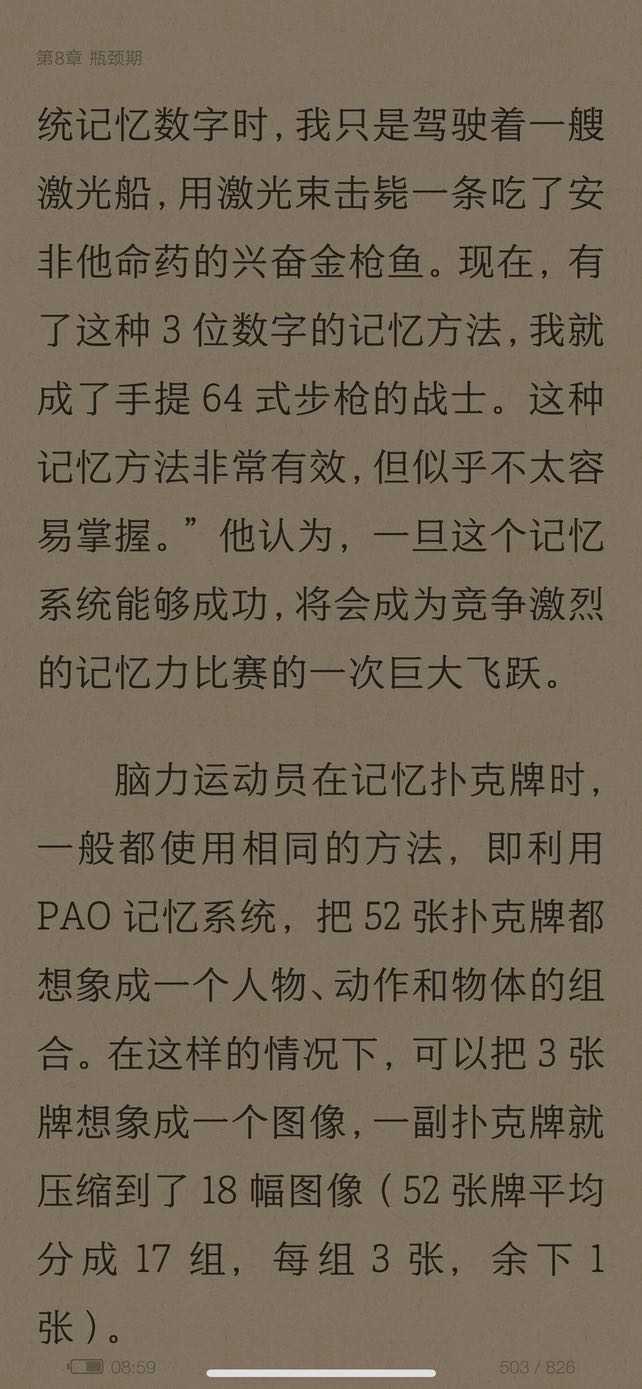 第8章 瓶颈期
统记忆数字时，我只是驾驶着一艘
激光船，用激光束击毙一条吃了安
非他命药的兴奋金枪鱼。现在，有
了这种 3 位数字的记忆方法，我就
成了手提 64 式步枪的战士。这种
记忆方法非常有效，但似乎不太容
易掌握。”他认为，一旦这个记忆
系统能够成功，将会成为竞争激烈
的记忆力比赛的一次巨大飞跃。
脑力运动员在记忆扑克牌时，
一般都使用相同的方法，即利用
PAO 记忆系统，把 52 张扑克牌都
想象成一个人物、动作和物体的组
合。在这样的情况下，可以把 3 张
牌想象成一个图像，一副扑克牌就
压缩到了 18 幅图像（52 张牌平均
分成 17 组，每组 3 张，余下 1
张）。
08:59
503 / 826